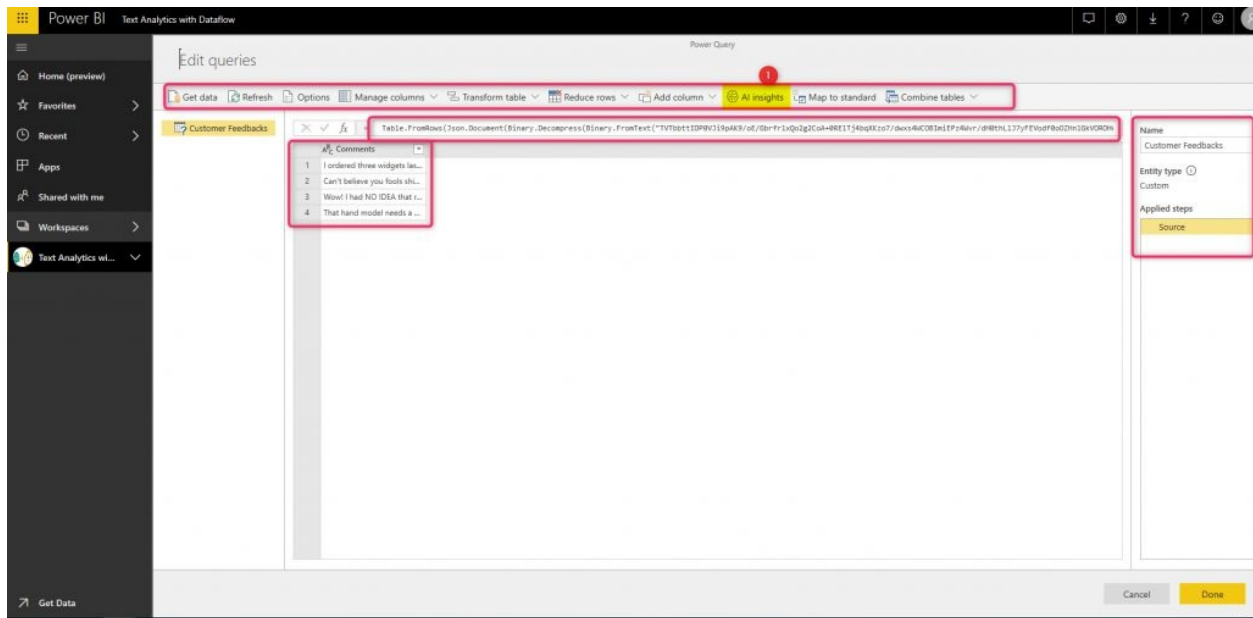 Power BI Text Analytics with Dataflow
Power Query
Edit queries
Home (preview)
Favorites
Recent
Apps
Shared with me
Workspaces
Text Analytics wi...
Get Data
1
Get data Refresh Options Manage columns Transform table Reduce rows Add column AI insights Map to standard Combine tables
Customer Feedbacks
fx = Table.FromRows(Json.Document(Binary.Decompress(Binary.FromText("
ABC Comments
1 I ordered three widgets las...
2 Can't believe you fools shi...
3 Wow! I had NO IDEA that r...
4 That hand model needs a ...
Name
Customer Feedbacks
Entity type
Custom
Applied steps
Source
Cancel Done